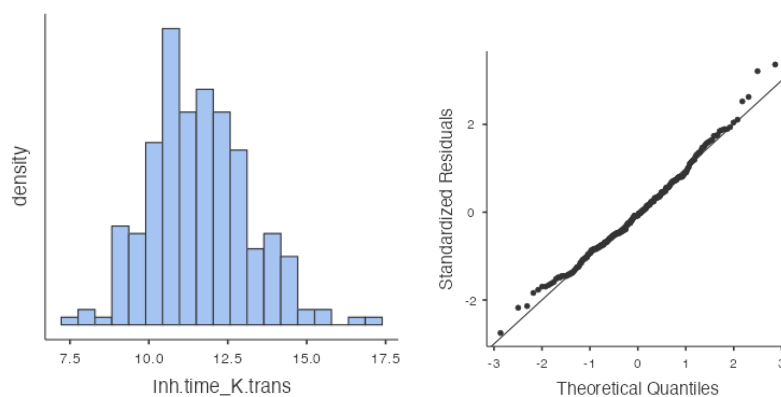 density
7.5 10.0 12.5 15.0 17.5
Inh.time_K.trans
Standardized Residuals
2
0
-2
-3 -2 -1 0 1 2 3
Theoretical Quantiles